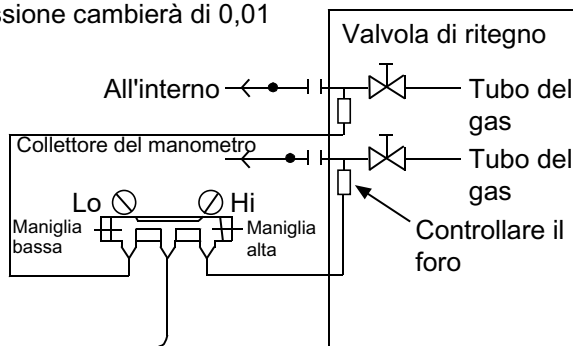 ssione cambierà di 0,01
Valvola di ritegno
All'interno
Tubo del
gas
Collettore del manometro
Tubo del
gas
Lo
Hi
Maniglia
bassa
Maniglia
alta
Controllare il
foro